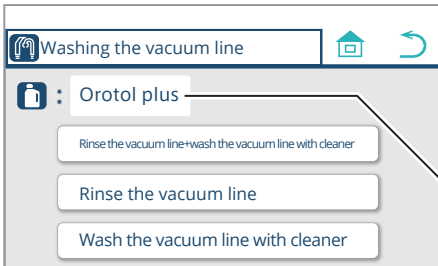 Washing the vacuum line
: Orotol plus
Rinse the vacuum line+wash the vacuum line with cleaner
Rinse the vacuum line
Wash the vacuum line with cleaner